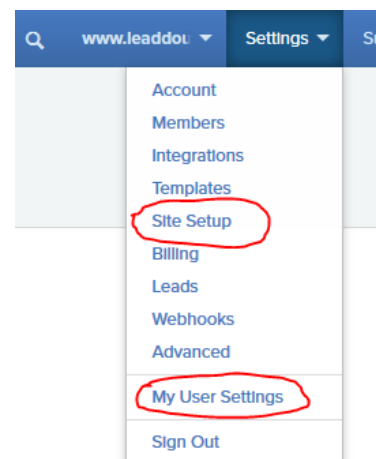 www.leaddou Settings
Account
Members
Integrations
Templates
Site Setup
Billing
Leads
Webhooks
Advanced
My User Settings
Sign Out